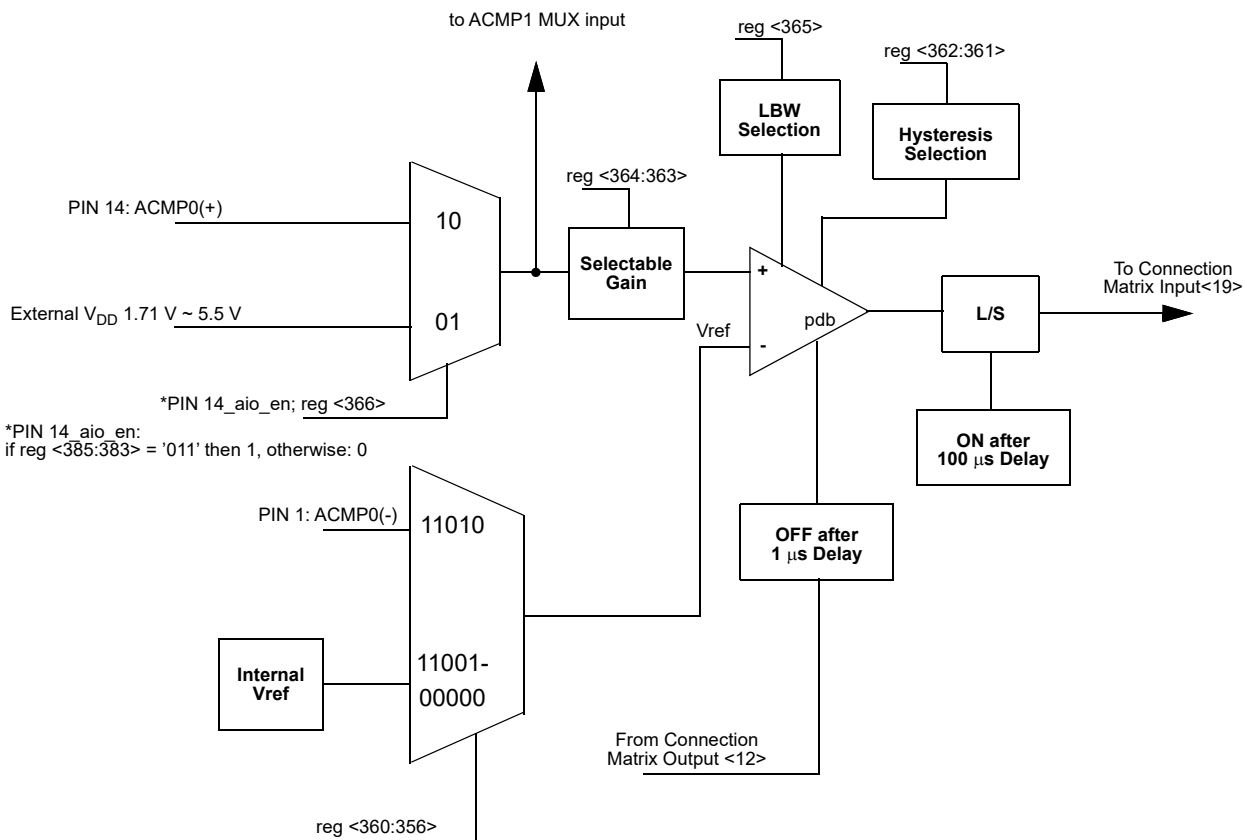 to ACMP1 MUX input
reg <365>
reg <362:361>
LBW
Selection
Hysteresis
Selection
reg <364:363>
PIN 14: ACMP0(+)
10
Selectable
Gain
+
To Connection
Matrix Input<19>
External VDD 1.71 V ~ 5.5 V
01
Vref
pdb
-
L/S
*PIN 14_aio_en; reg <366>
*PIN 14_aio_en:
if reg <385:383> = '011' then 1, otherwise: 0
ON after
100 μs Delay
PIN 1: ACMP0(-)
11010
OFF after
1 μs Delay
Internal
Vref
11001-
00000
From Connection
Matrix Output <12>
reg <360:356>